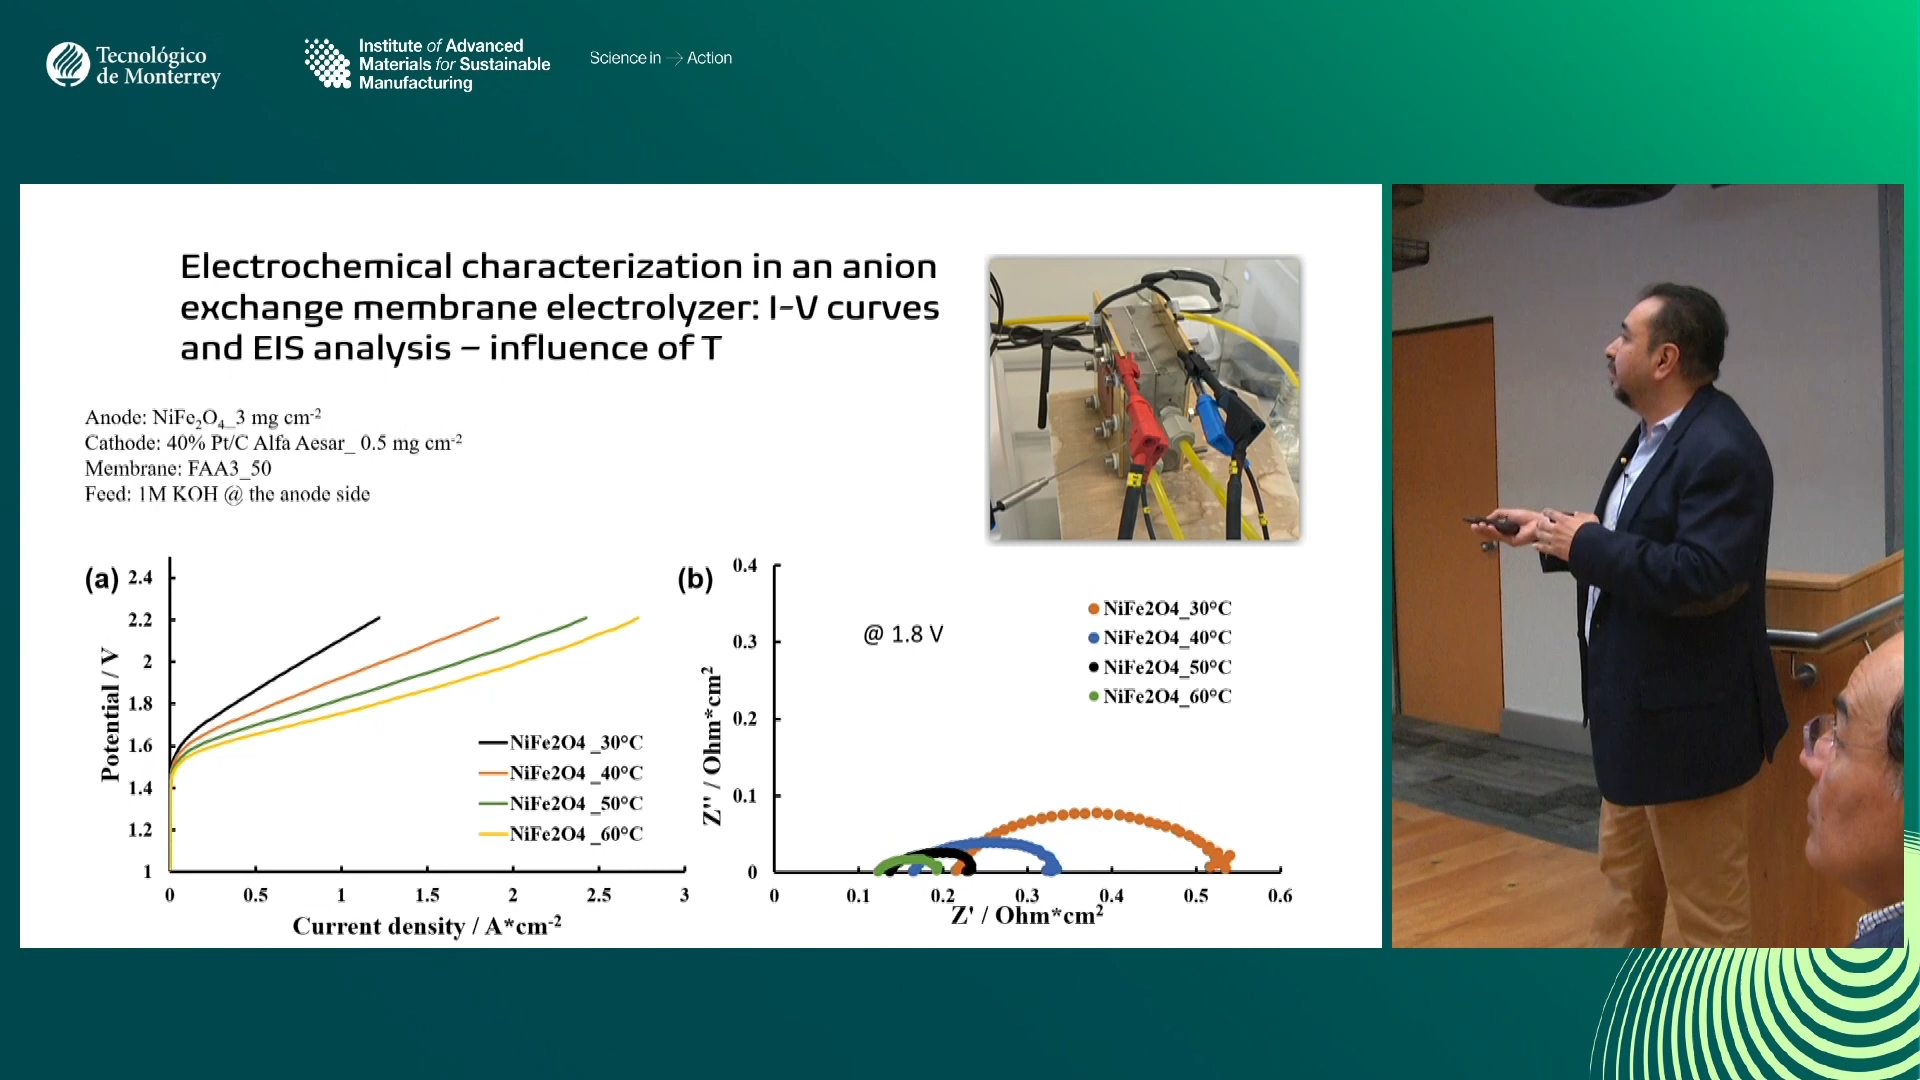 Tecnológico
de Monterrey
Institute of Advanced
Materials for Sustainable
Manufacturing
Science in → Action
Electrochemical characterization in an anion
exchange membrane electrolyzer: I-V curves
and EIS analysis – influence of T
Anode: NiFe₂O₄_3 mg cm⁻²
Cathode: 40% Pt/C Alfa Aesar_ 0.5 mg cm⁻²
Membrane: FAA3_50
Feed: 1M KOH @ the anode side
(a)
2.4
2.2
2
1.8
1.6
1.4
1.2
1
Potential / V
NiFe2O4 _30°C
NiFe2O4 _40°C
NiFe2O4 _50°C
NiFe2O4 _60°C
0 0.5 1 1.5 2 2.5 3
Current density / A*cm⁻²
(b)
0.4
0.3
0.2
0.1
0
Z'' / Ohm*cm²
@ 1.8 V
NiFe2O4_30°C
NiFe2O4_40°C
NiFe2O4_50°C
NiFe2O4_60°C
0 0.1 0.2 0.3 0.4 0.5 0.6
Z' / Ohm*cm²